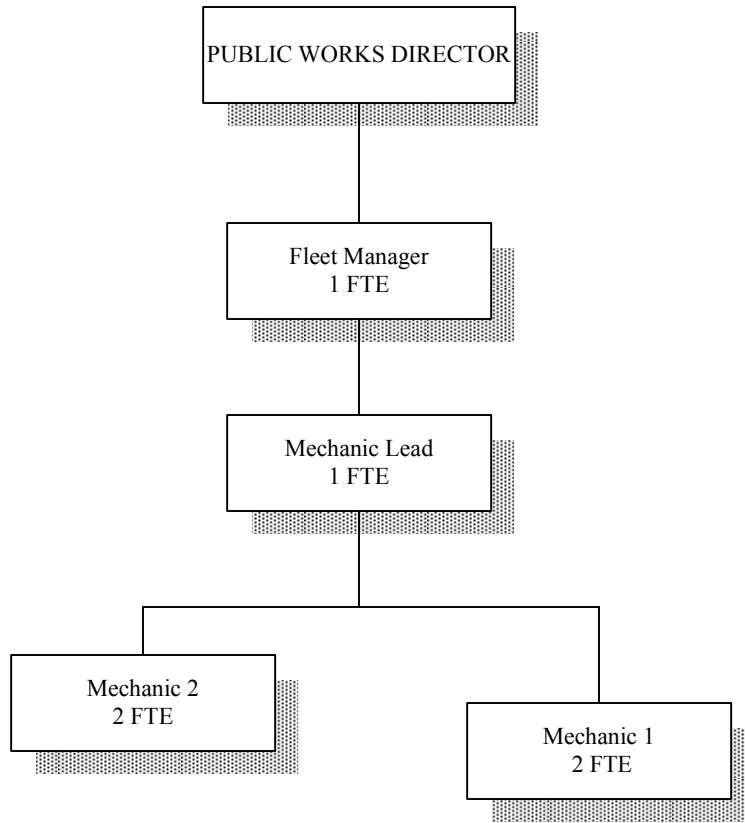 PUBLIC WORKS DIRECTOR
Fleet Manager
1 FTE
Mechanic Lead
1 FTE
Mechanic 2
2 FTE
Mechanic 1
2 FTE